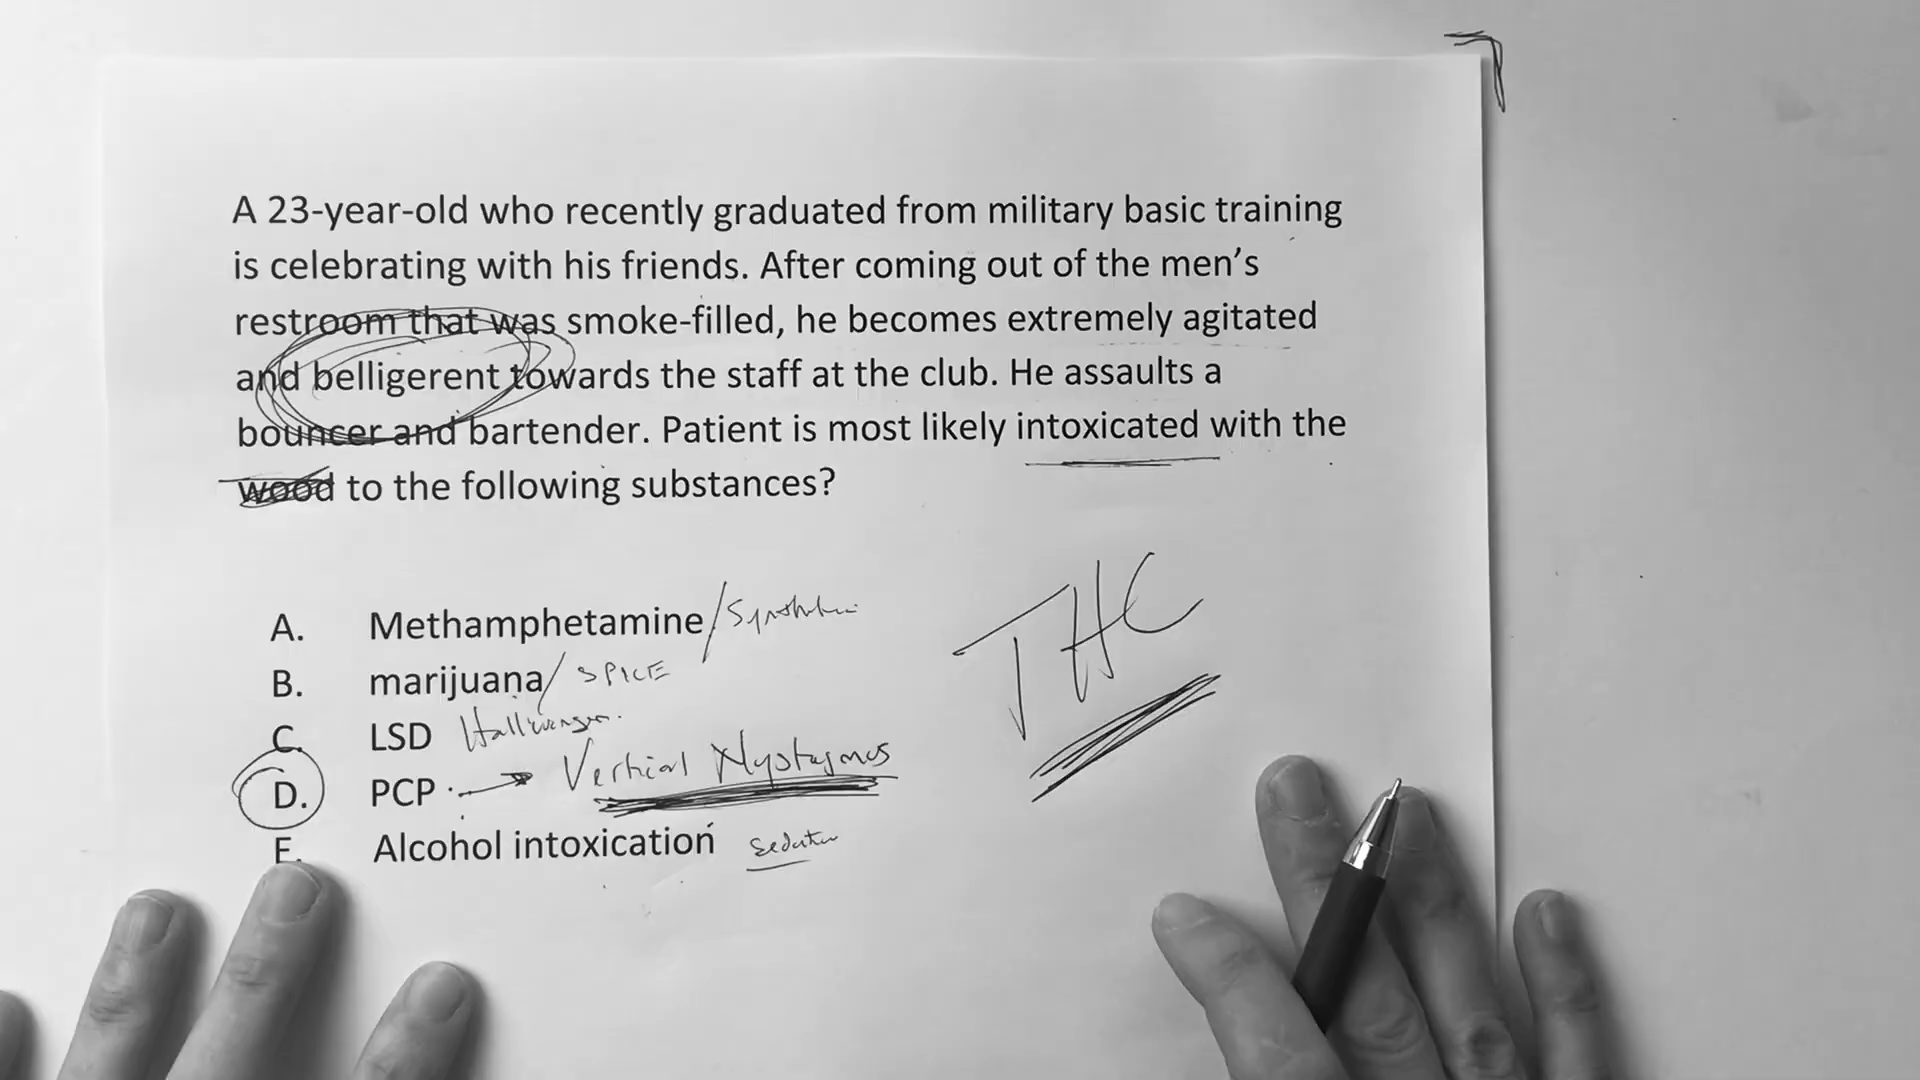 A 23-year-old who recently graduated from military basic training
is celebrating with his friends. After coming out of the men's
restroom that was smoke-filled, he becomes extremely agitated
and belligerent towards the staff at the club. He assaults a
bouncer and bartender. Patient is most likely intoxicated with the
wood to the following substances?
A. Methamphetamine/
B. marijuana/ SPICE
C. LSD
D. PCP → Vertical Nystagmus
E. Alcohol intoxication
THC